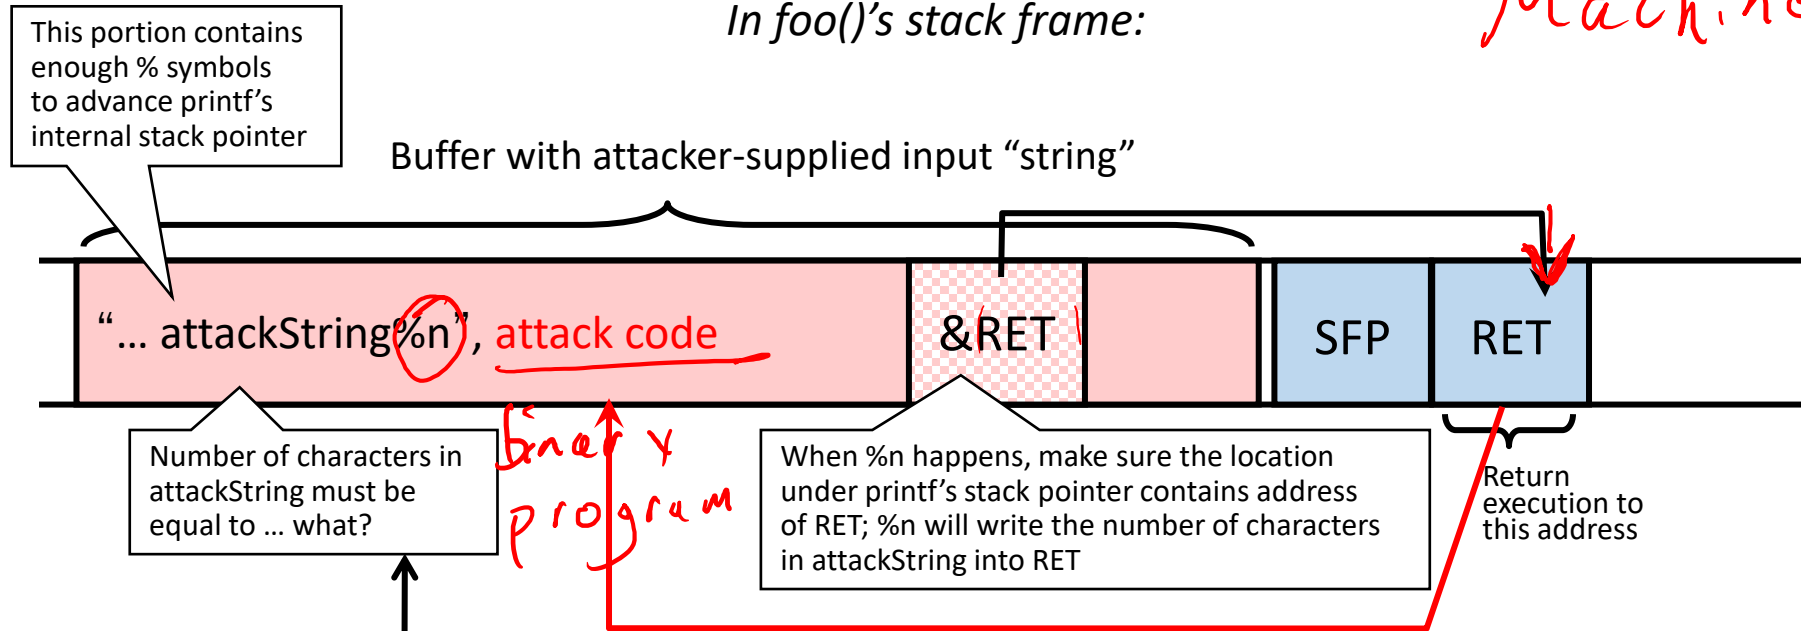 In foo()'s stack frame:
Machine
This portion contains
enough % symbols
to advance printf's
internal stack pointer
Buffer with attacker-supplied input “string”
“... attackString%n”, attack code
&RET
SFP
RET
Number of characters in
attackString must be
equal to ... what?
binary
program
When %n happens, make sure the location
under printf's stack pointer contains address
of RET; %n will write the number of characters
in attackString into RET
Return
execution to
this address